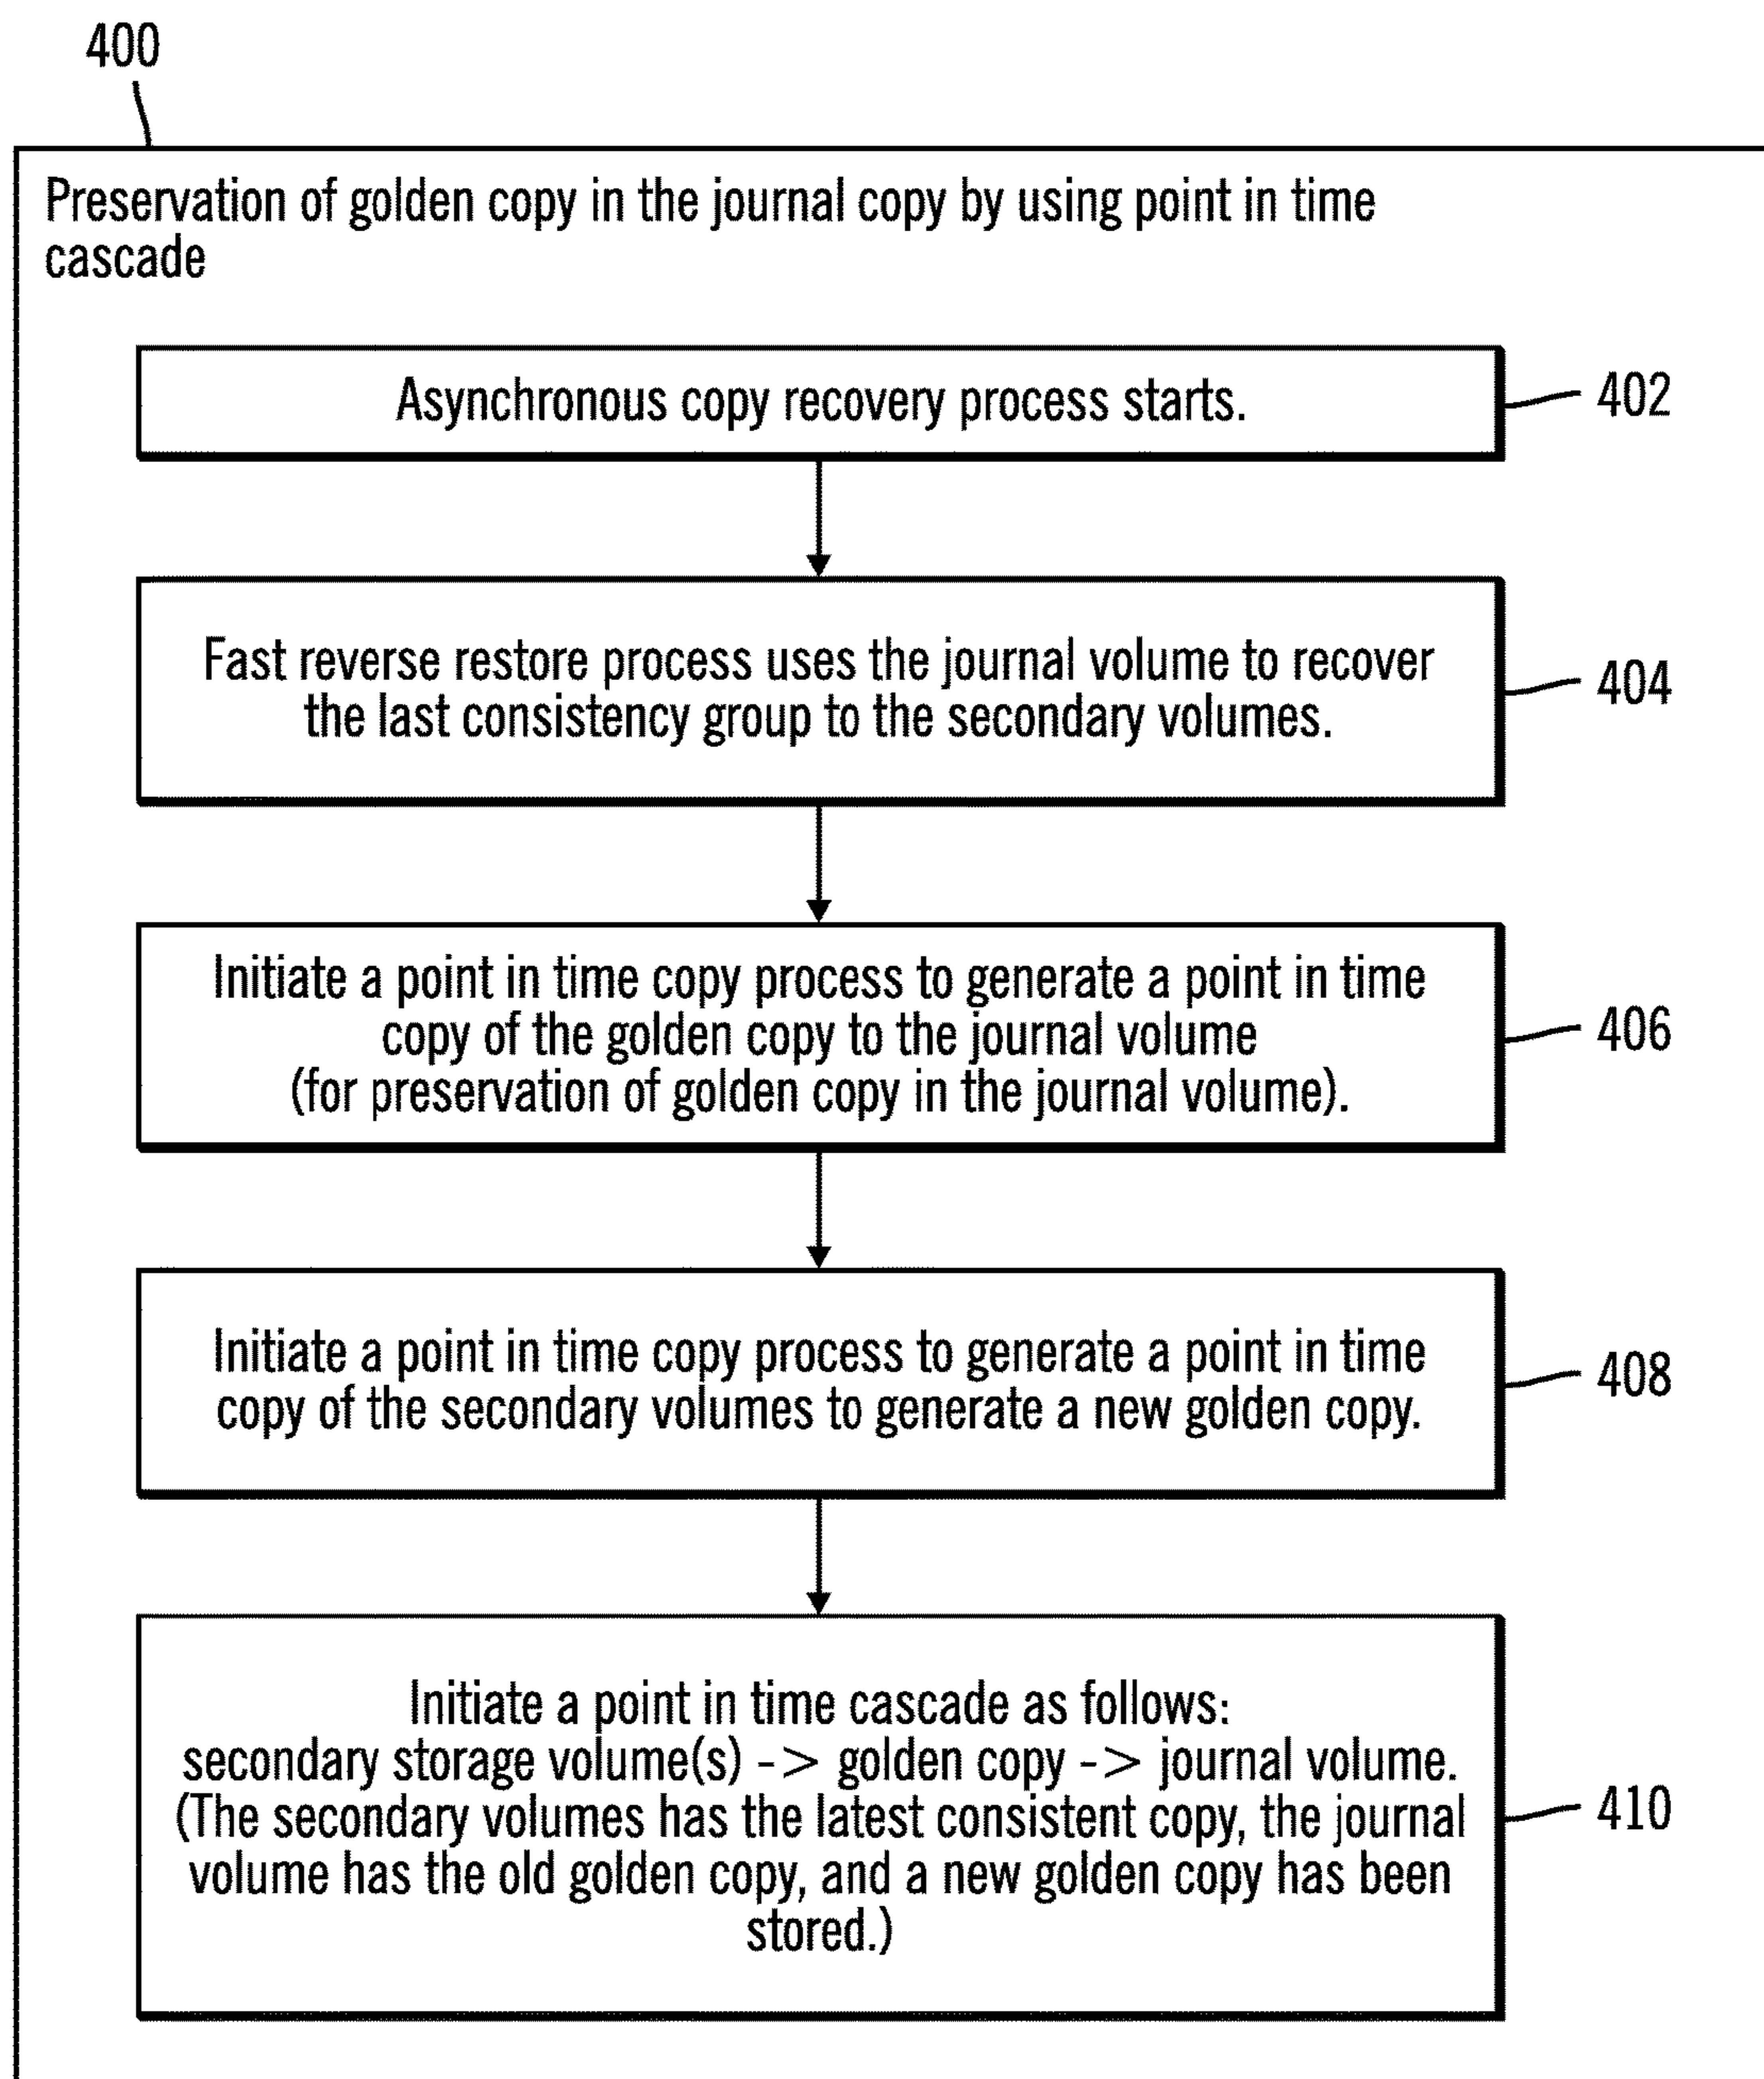 400
Preservation of golden copy in the journal copy by using point in time
cascade
Asynchronous copy recovery process starts.
402
Fast reverse restore process uses the journal volume to recover
the last consistency group to the secondary volumes.
404
Initiate a point in time copy process to generate a point in time
copy of the golden copy to the journal volume
(for preservation of golden copy in the journal volume).
406
Initiate a point in time copy process to generate a point in time
copy of the secondary volumes to generate a new golden copy.
408
Initiate a point in time cascade as follows:
secondary storage volume(s) -> golden copy -> journal volume.
(The secondary volumes has the latest consistent copy, the journal
volume has the old golden copy, and a new golden copy has been
stored.)
410